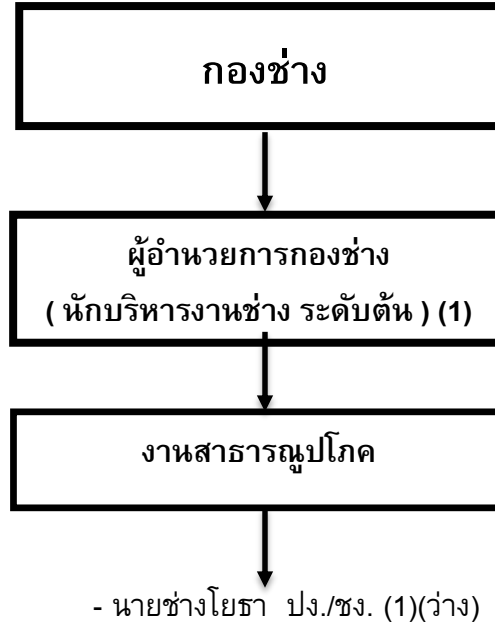 กองช่าง
ผู้อำนวยการกองช่าง
( นักบริหารงานช่าง ระดับต้น ) (1)
งานสาธารณูปโภค
- นายช่างโยธา ปง./ชง. (1)(ว่าง)